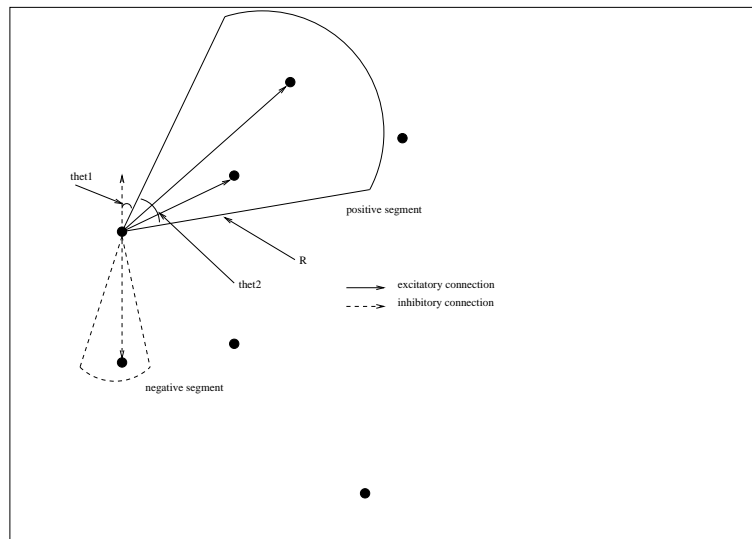 thet1
positive segment
R
thet2
excitatory connection
inhibitory connection
negative segment